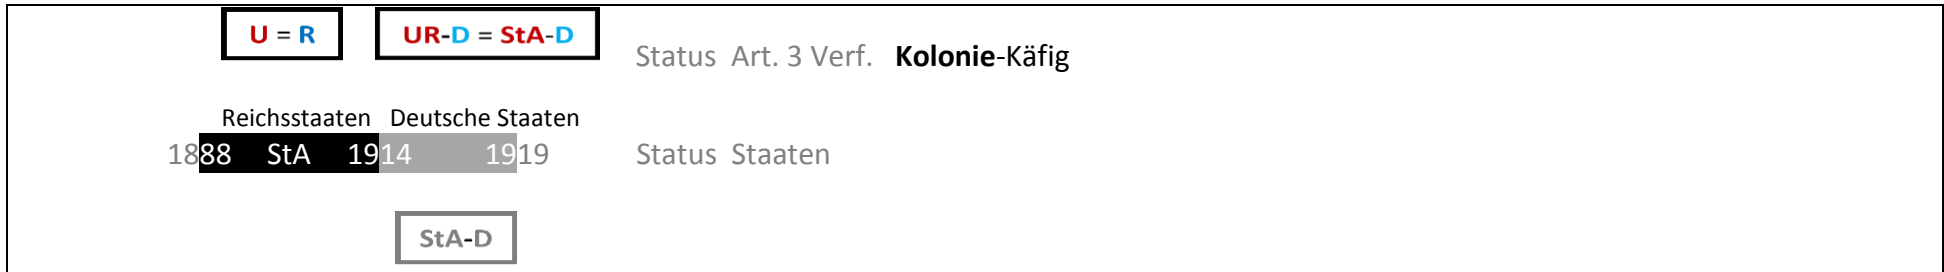 U = R UR-D = StA-D
Status Art. 3 Verf. Kolonie-Käfig
Reichsstaaten Deutsche Staaten
1888 StA 1914 1919 Status Staaten
StA-D